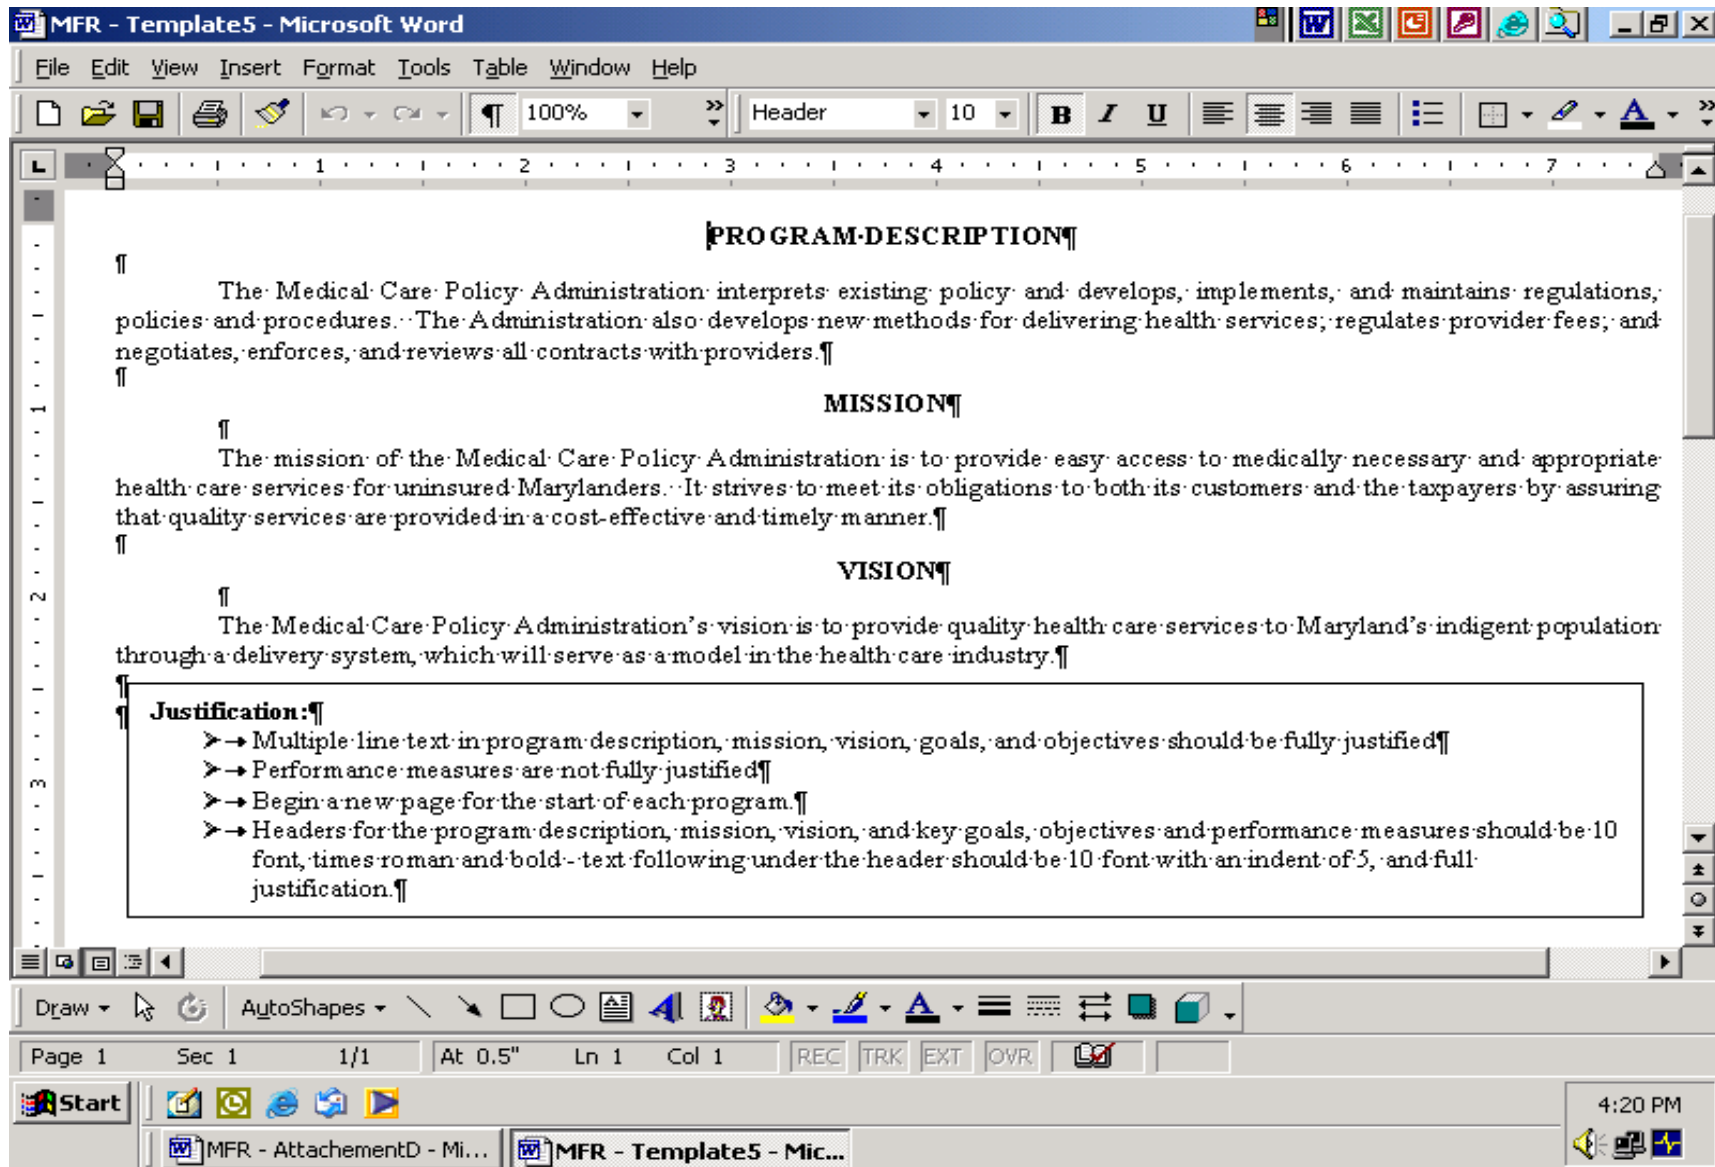 MFR - Template5 - Microsoft Word
File Edit View Insert Format Tools Table Window Help
100% Header 10 B I U A
1 2 3 4 5 6 7
PROGRAM·DESCRIPTION¶
¶
The·Medical·Care·Policy·Administration·interprets·existing·policy·and·develops,·implements,·and·maintains·regulations,·
policies·and·procedures.··The·Administration·also·develops·new·methods·for·delivering·health·services;·regulates·provider·fees;·and·
negotiates,·enforces,·and·reviews·all·contracts·with·providers.¶
¶
MISSION¶
¶
The·mission·of·the·Medical·Care·Policy·Administration·is·to·provide·easy·access·to·medically·necessary·and·appropriate·
health·care·services·for·uninsured·Marylanders.··It·strives·to·meet·its·obligations·to·both·its·customers·and·the·taxpayers·by·assuring·
that·quality·services·are·provided·in·a·cost-effective·and·timely·manner.¶
¶
VISION¶
¶
The·Medical·Care·Policy·Administration’s·vision·is·to·provide·quality·health·care·services·to·Maryland’s·indigent·population·
through·a·delivery·system,·which·will·serve·as·a·model·in·the·health·care·industry.¶
¶
¶
Justification:¶
➢→Multiple·line·text·in·program·description,·mission,·vision,·goals,·and·objectives·should·be·fully·justified¶
➢→Performance·measures·are·not·fully·justified¶
➢→Begin·a·new·page·for·the·start·of·each·program.¶
➢→Headers·for·the·program·description,·mission,·vision,·and·key·goals,·objectives·and·performance·measures·should·be·10·
font,·times·roman·and·bold·-·text·following·under·the·header·should·be·10·font·with·an·indent·of·5,·and·full·
justification.¶
1
2
3
Draw AutoShapes A
Page 1 Sec 1 1/1 At 0.5" Ln 1 Col 1 REC TRK EXT OVR
Start 4:20 PM
MFR - AttachementD - Mi... MFR - Template5 - Mic...